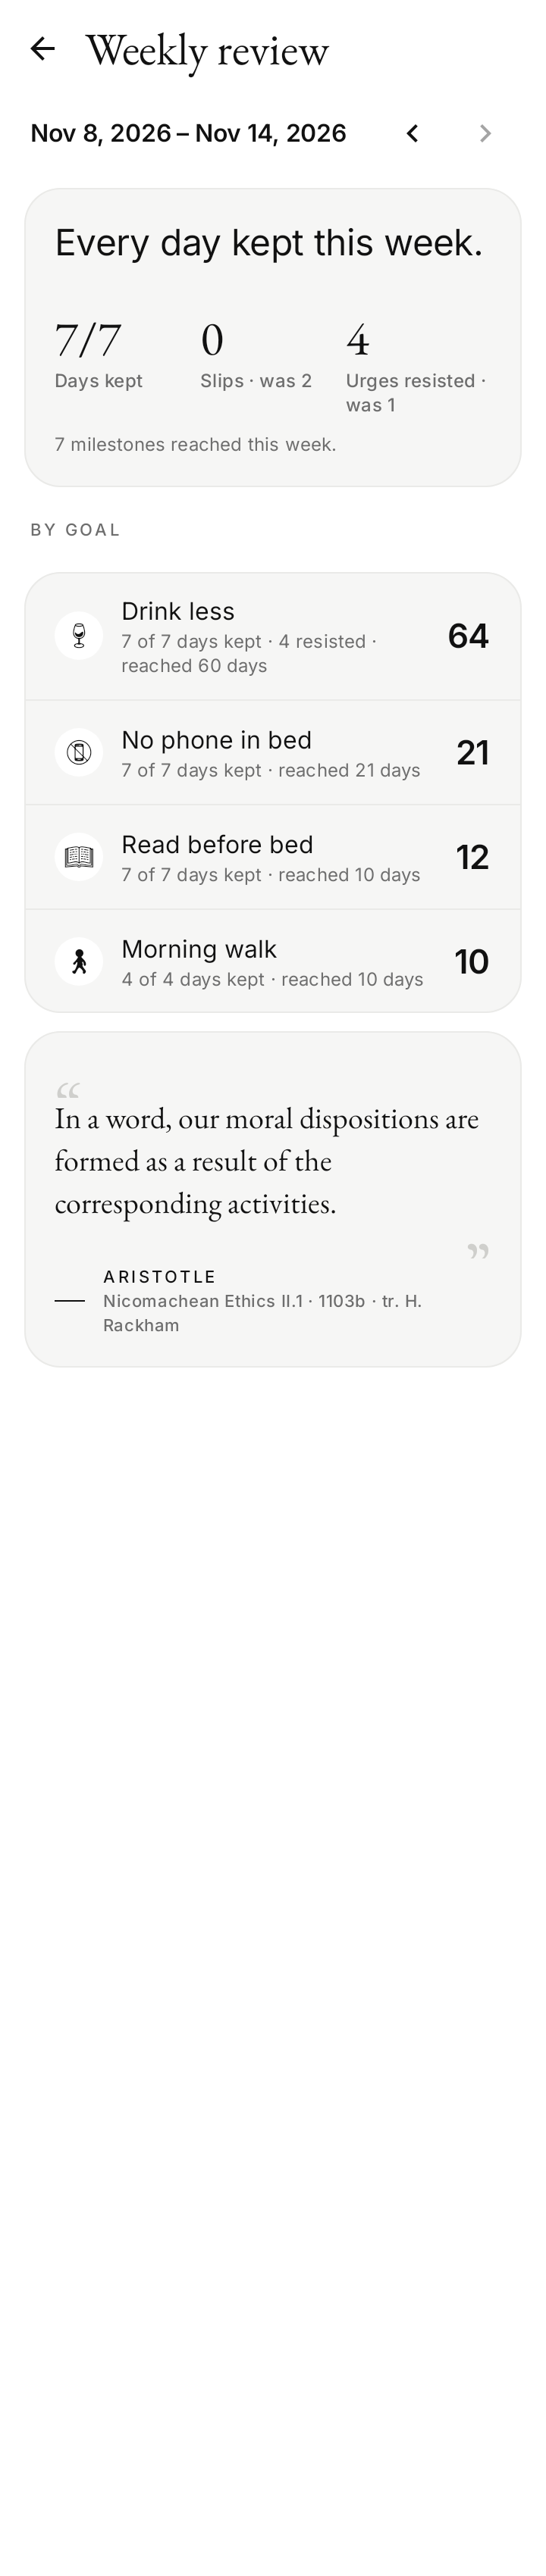 Weekly review
Nov 8, 2026 – Nov 14, 2026
Every day kept this week.
7/7
Days kept
0
Slips · was 2
4
Urges resisted ·
was 1
7 milestones reached this week.
BY GOAL
Drink less
7 of 7 days kept · 4 resisted ·
reached 60 days
64
No phone in bed
7 of 7 days kept · reached 21 days
21
Read before bed
7 of 7 days kept · reached 10 days
12
Morning walk
4 of 4 days kept · reached 10 days
10
“
In a word, our moral dispositions are
formed as a result of the
corresponding activities.
”
ARISTOTLE
Nicomachean Ethics II.1 · 1103b · tr. H.
Rackham